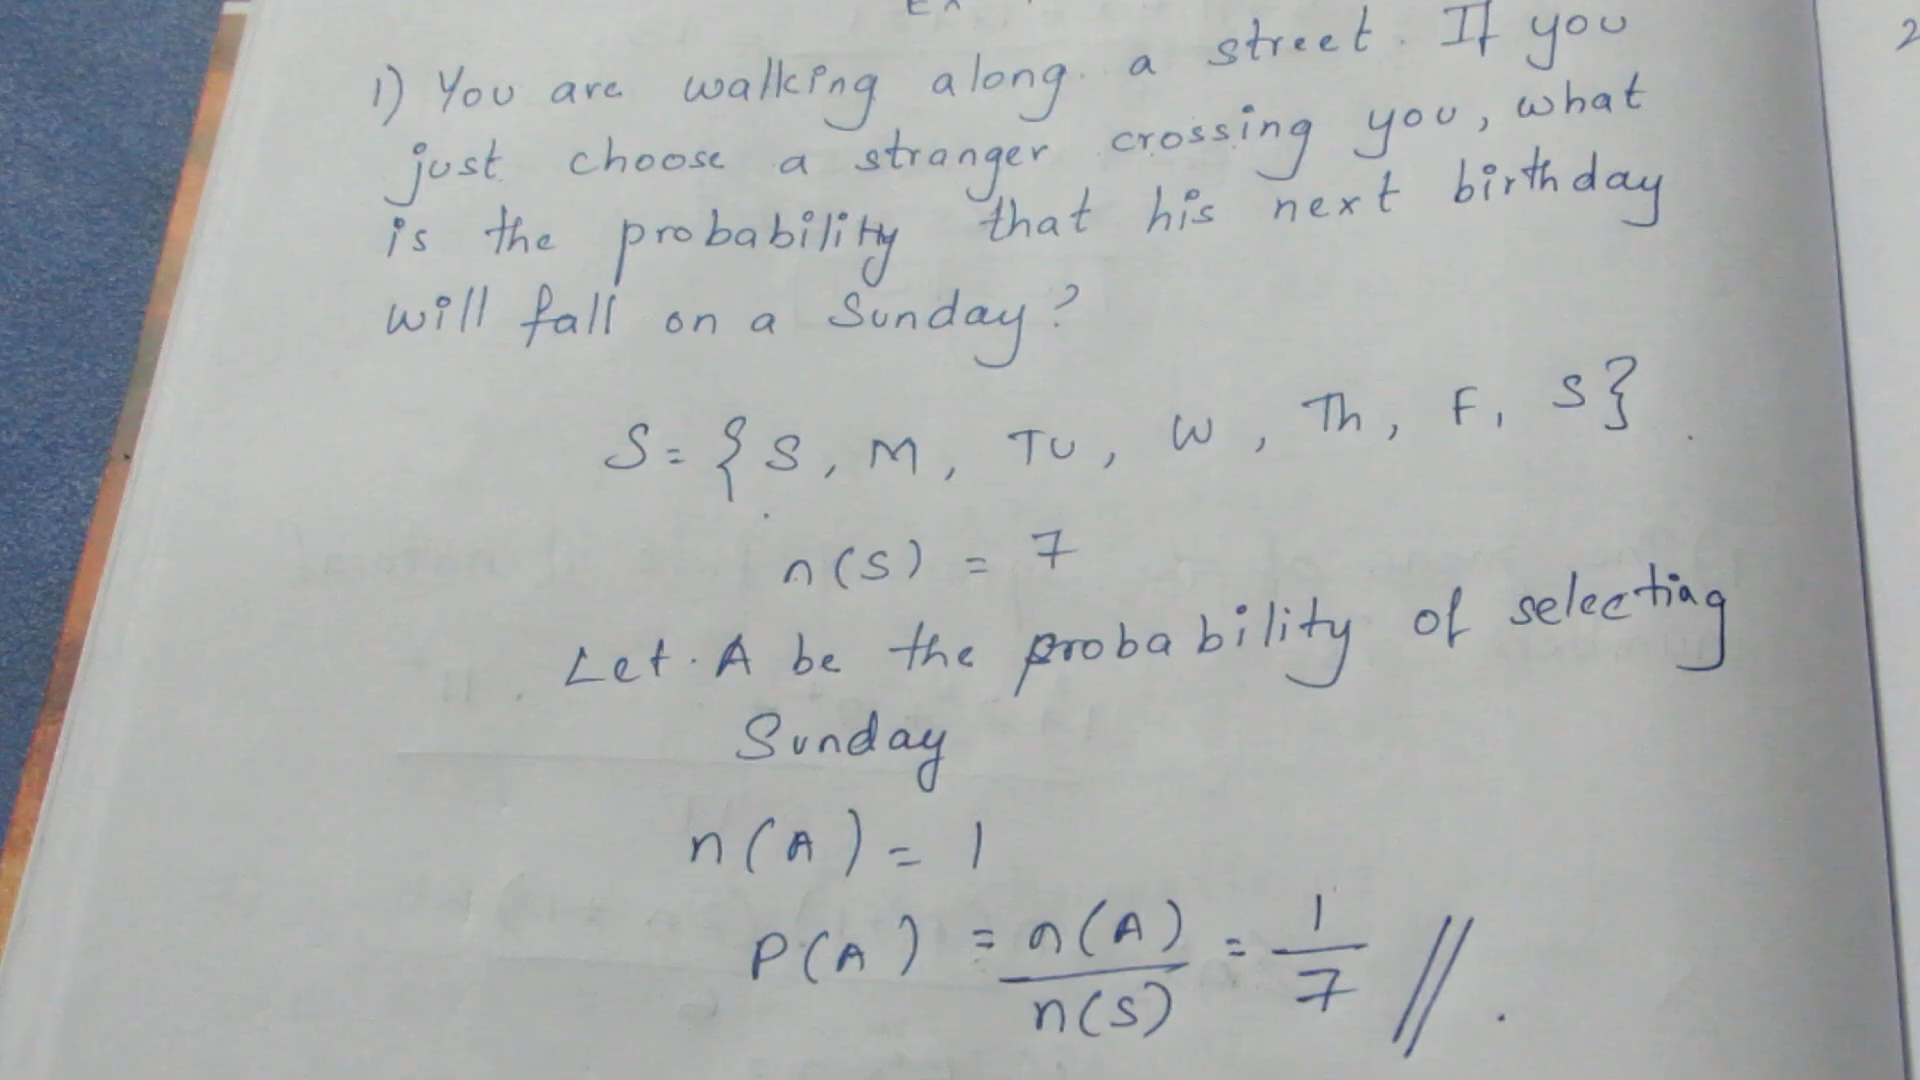 1) You are walking along a street. If you
just choose a stranger crossing you, what
is the probability that his next birthday
will fall on a Sunday?
S = {S, M, TU, W, Th, F, S}
n(S) = 7
Let A be the probability of selecting
Sunday
n(A) = 1
P(A) = n(A)/n(S) = 1/7 //.
2